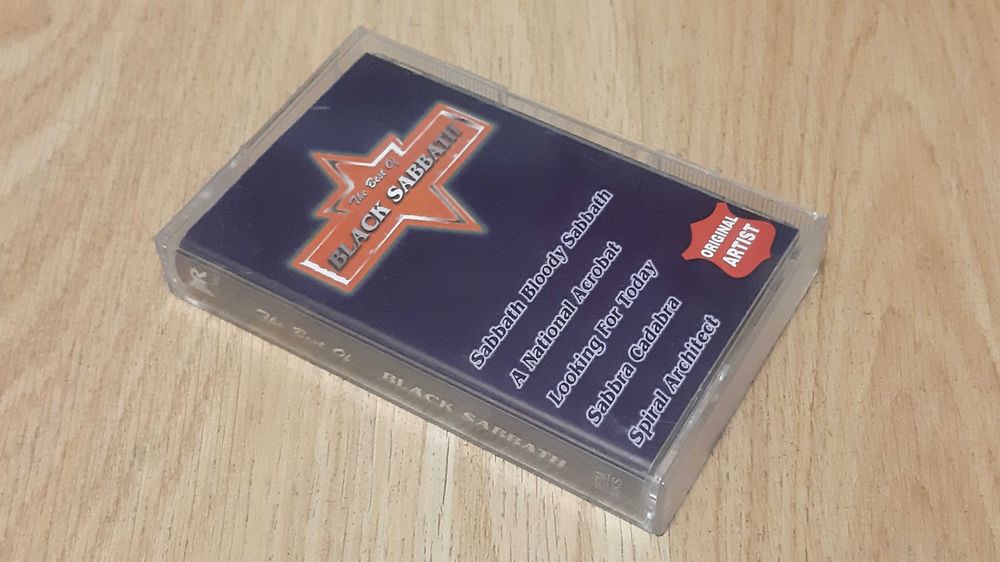 The Best Of
BLACK SABBATH
Sabbath Bloody Sabbath
A National Acrobat
Looking For Today
Sabbra Cadabra
Spiral Architect
ORIGINAL
ARTIST
The Best Of
BLACK SABBATH